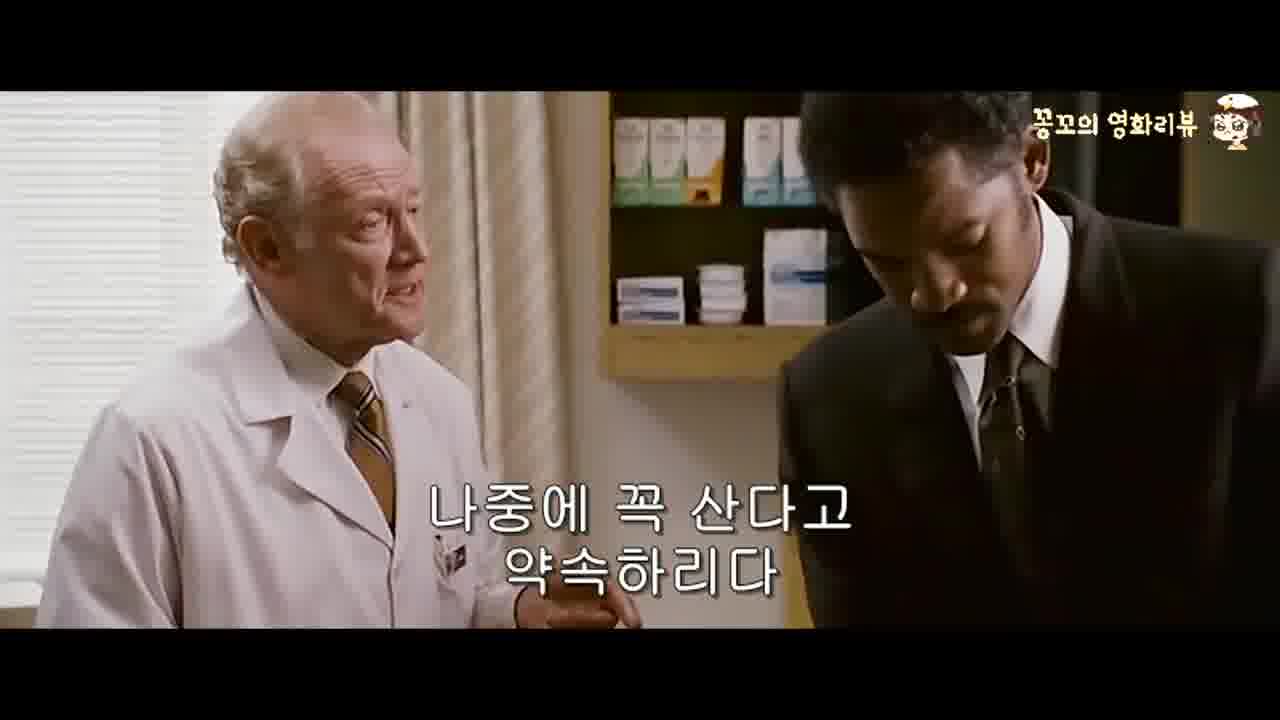 꽁꼬의 영화리뷰
나중에 꼭 산다고
약속하리다